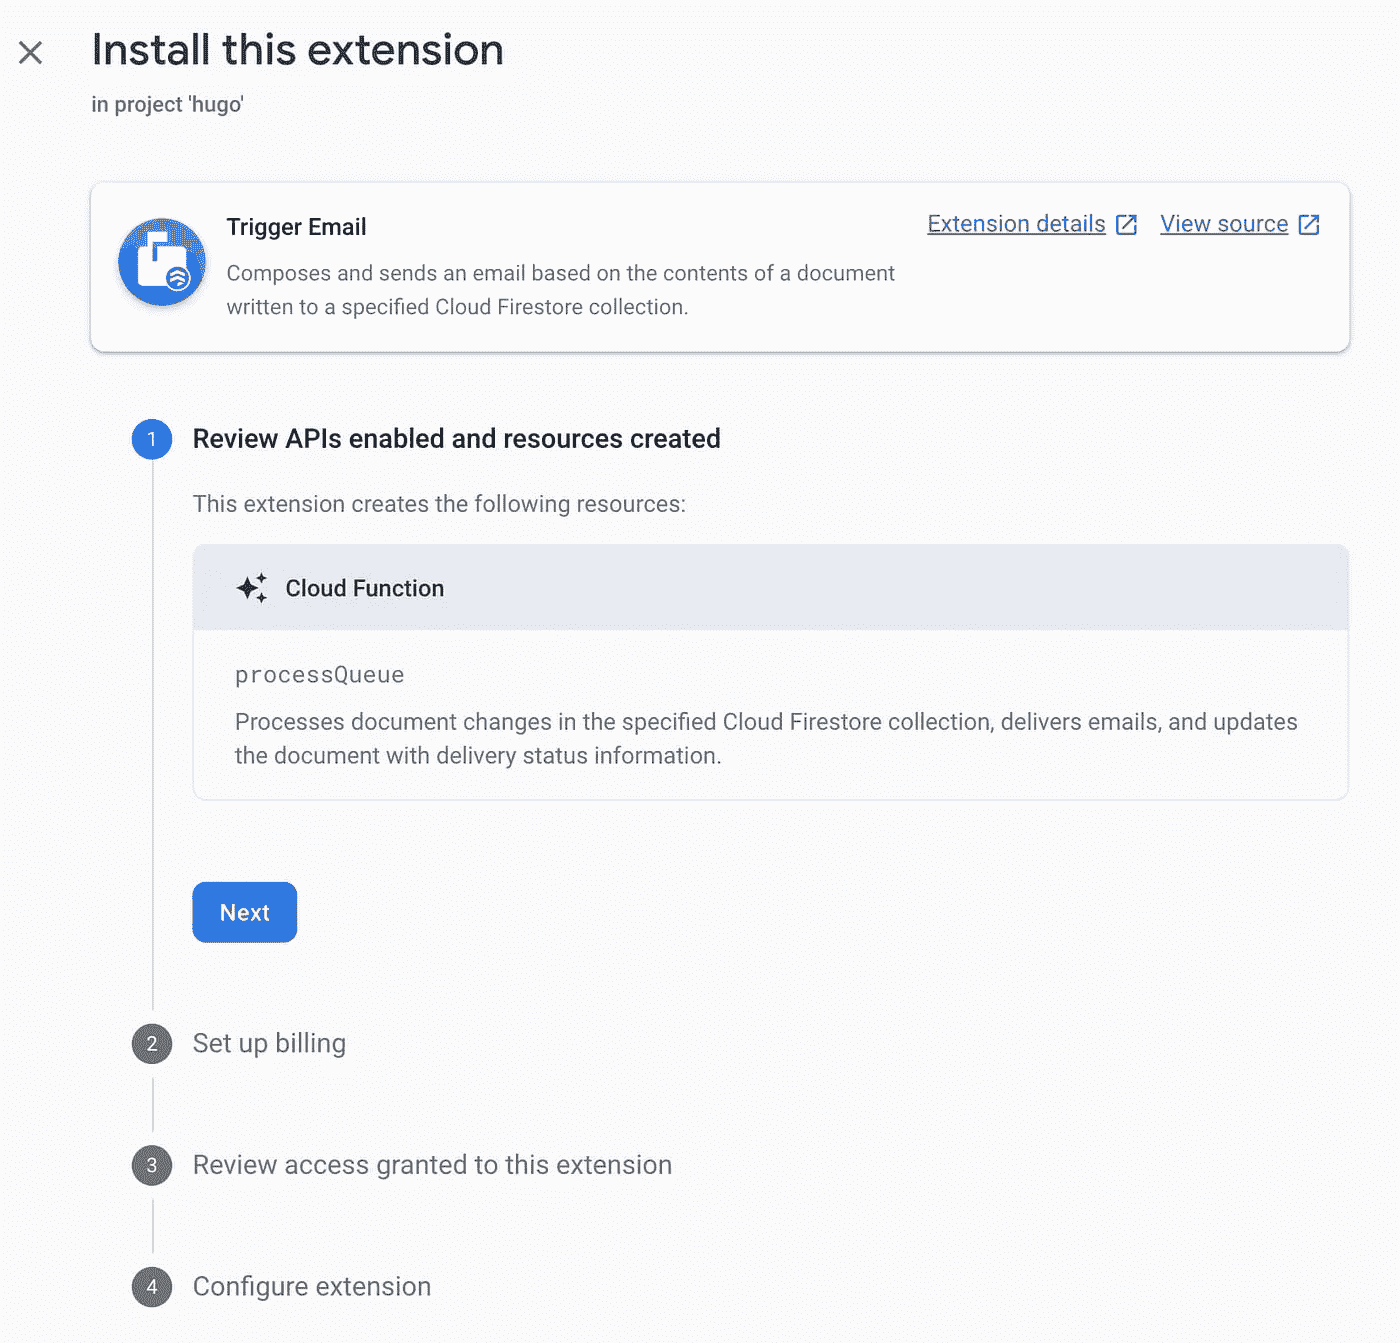 Install this extension
in project 'hugo'
Trigger Email
Extension details
View source
Composes and sends an email based on the contents of a document
written to a specified Cloud Firestore collection.
1
Review APIs enabled and resources created
This extension creates the following resources:
Cloud Function
processQueue
Processes document changes in the specified Cloud Firestore collection, delivers emails, and updates
the document with delivery status information.
Next
2
Set up billing
3
Review access granted to this extension
4
Configure extension